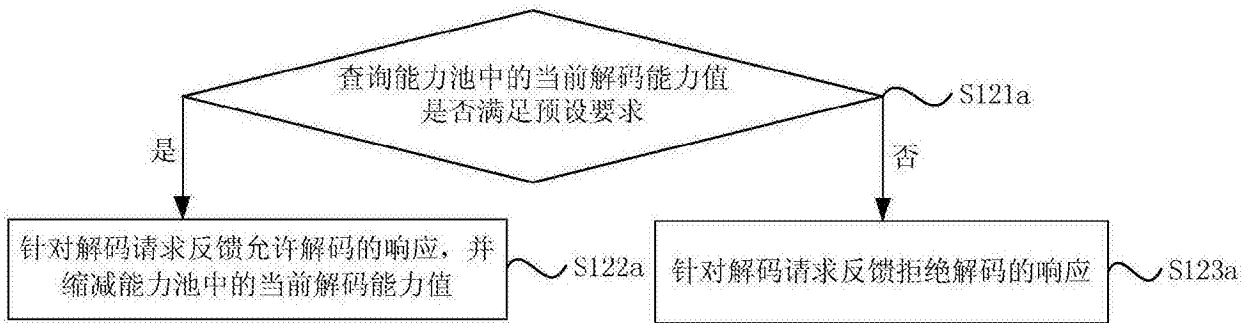 查询能力池中的当前解码能力值
是否满足预设要求
S121a
是
否
针对解码请求反馈允许解码的响应，并
缩减能力池中的当前解码能力值
S122a
针对解码请求反馈拒绝解码的响应
S123a